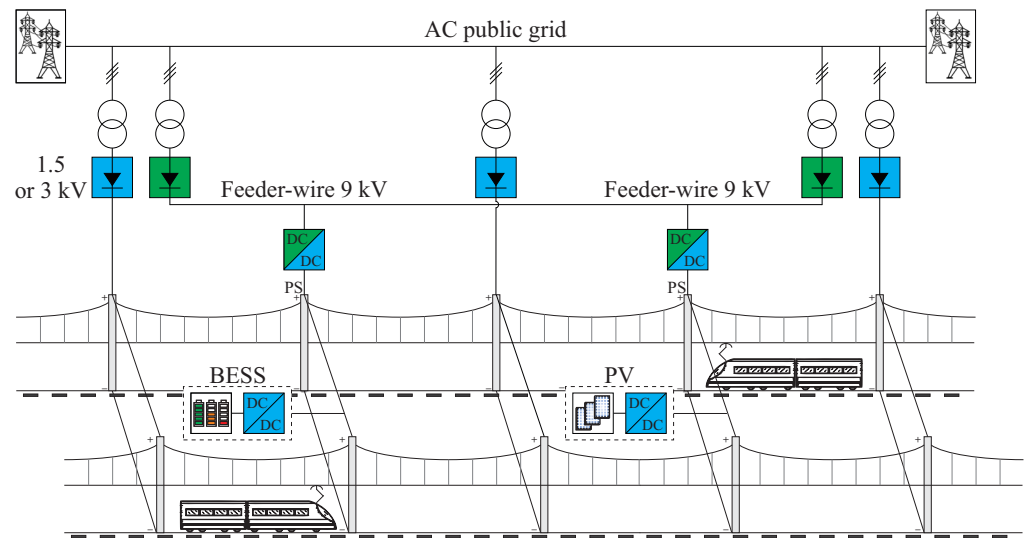 AC public grid
1.5
or 3 kV
Feeder-wire 9 kV
Feeder-wire 9 kV
DC
DC
DC
DC
PS
PS
+
+
+
+
+
BESS
PV
−
−
−
−
−
DC
DC
DC
DC
+
+
+
+
+
−
−
−
−
−